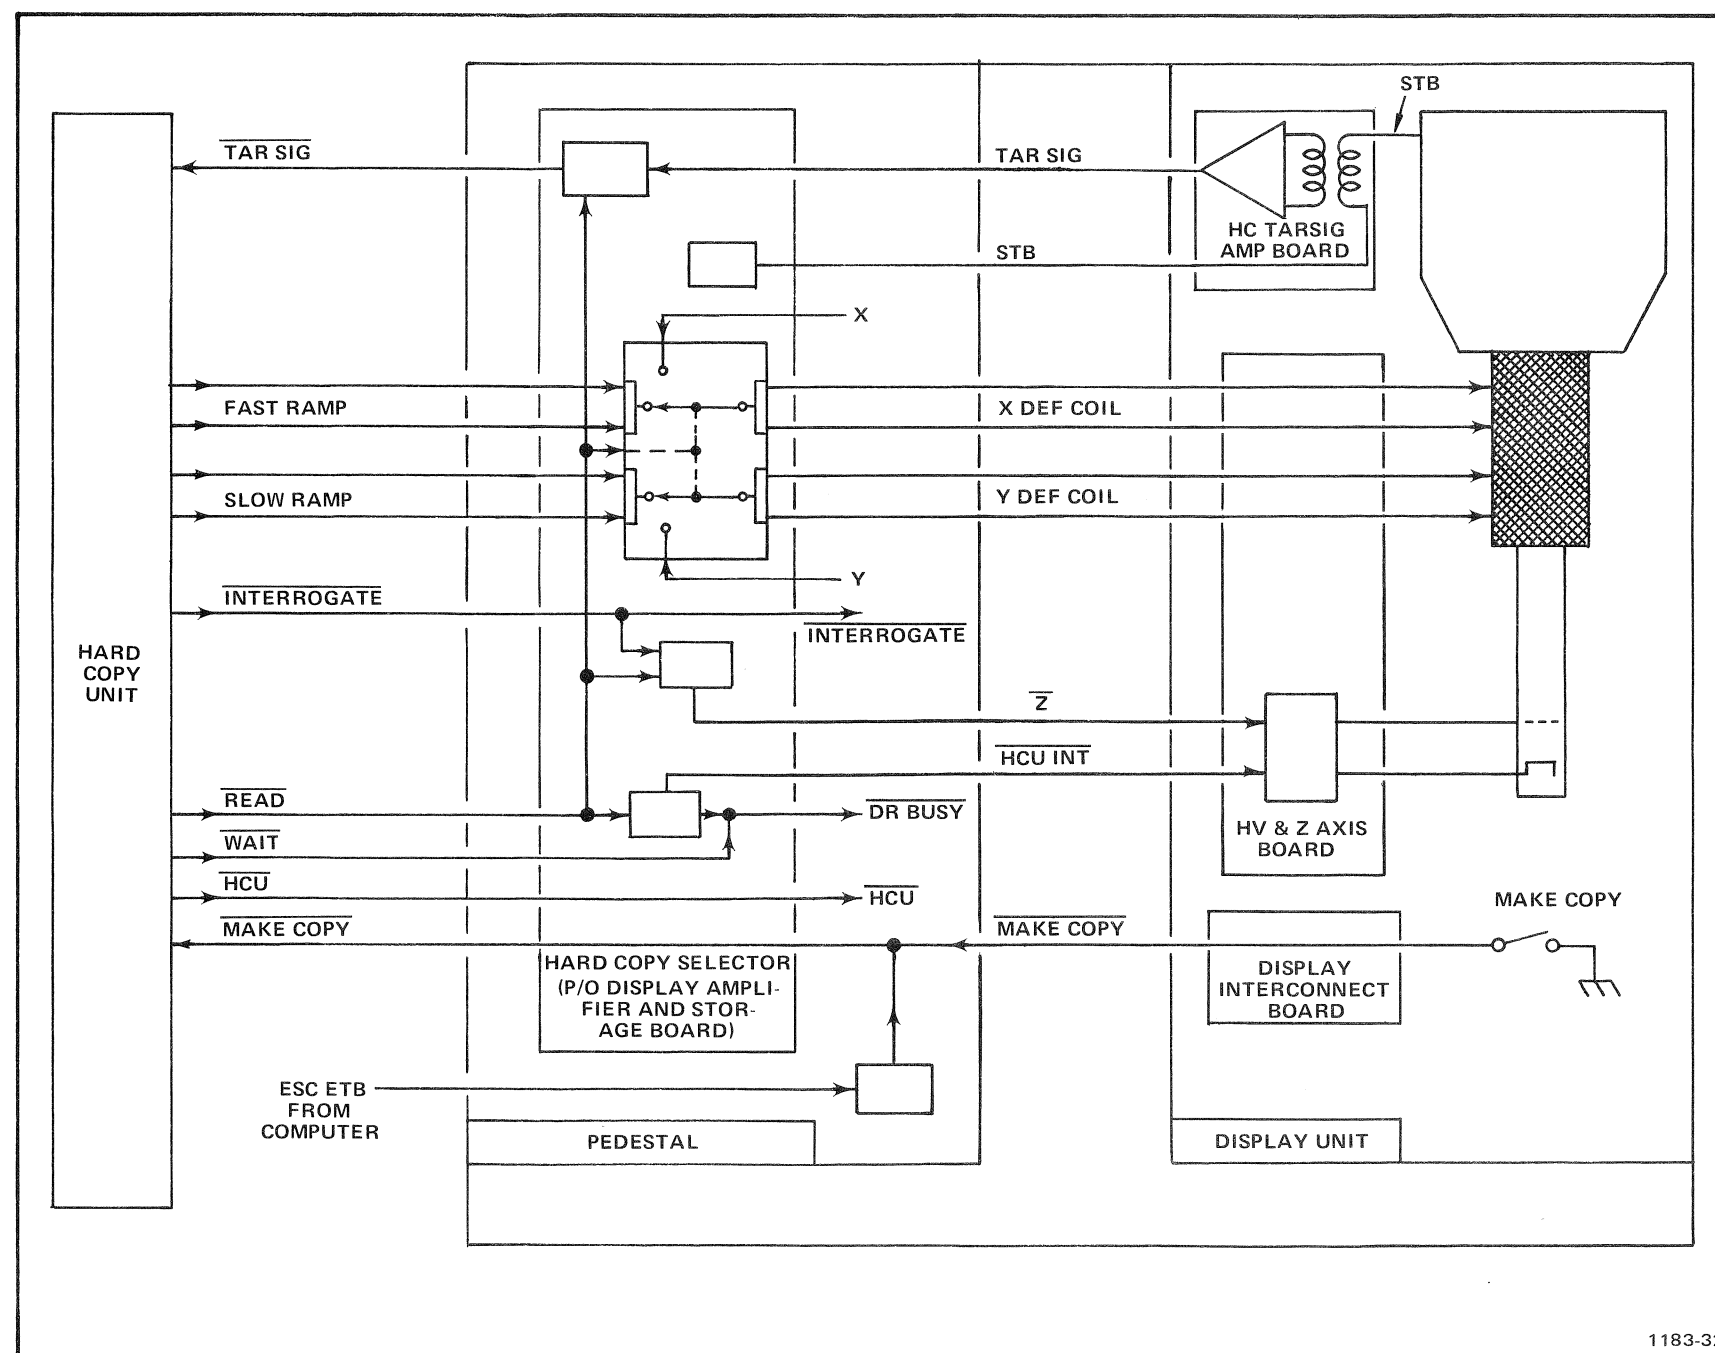 STB
TAR SIG
TAR SIG
HC TARSIG
AMP BOARD
STB
X
FAST RAMP
X DEF COIL
SLOW RAMP
Y DEF COIL
Y
INTERROGATE
INTERROGATE
HARD
COPY
UNIT
Z
HCU INT
READ
DR BUSY
WAIT
HV & Z AXIS
BOARD
HCU
HCU
MAKE COPY
MAKE COPY
MAKE COPY
HARD COPY SELECTOR
(P/O DISPLAY AMPLI-
FIER AND STOR-
AGE BOARD)
DISPLAY
INTERCONNECT
BOARD
ESC ETB
FROM
COMPUTER
PEDESTAL
DISPLAY UNIT